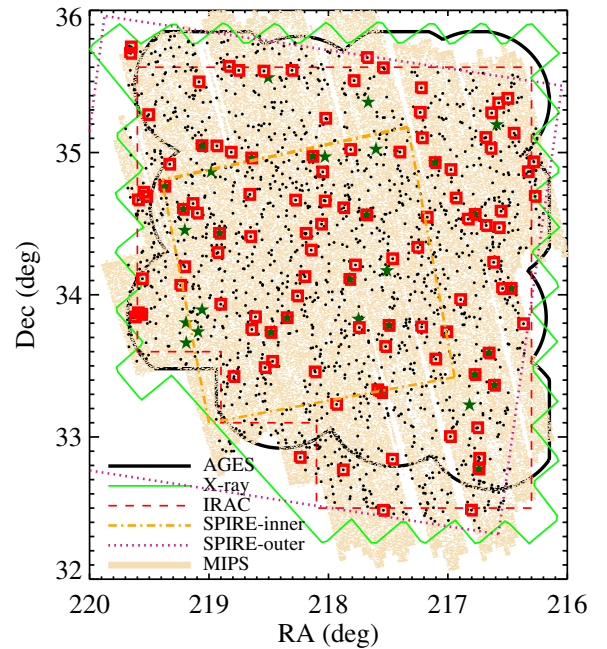 36
35
34
33
32
Dec (deg)
AGES
X-ray
IRAC
SPIRE-inner
SPIRE-outer
MIPS
220
219
218
217
216
RA (deg)